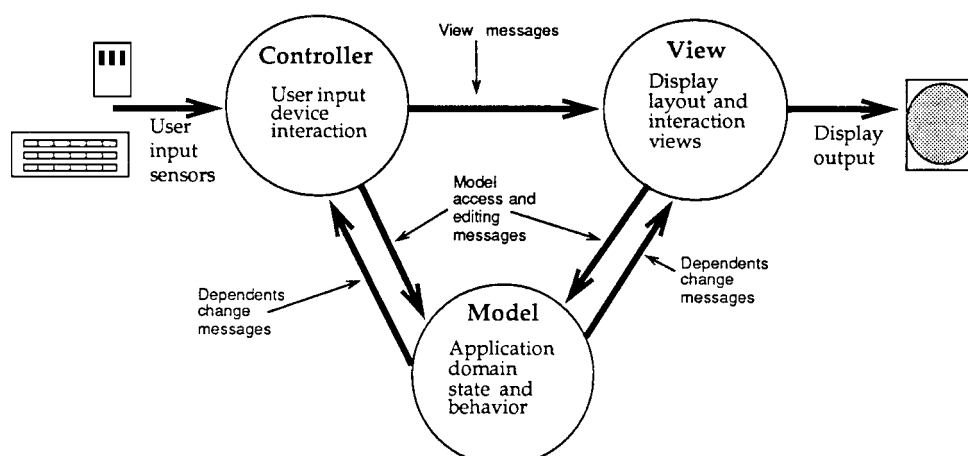 View messages
Controller
User input
device
interaction
View
Display
layout and
interaction
views
User
input
sensors
Display
output
Model
access and
editing
messages
Dependents
change
messages
Dependents
change
messages
Model
Application
domain
state and
behavior